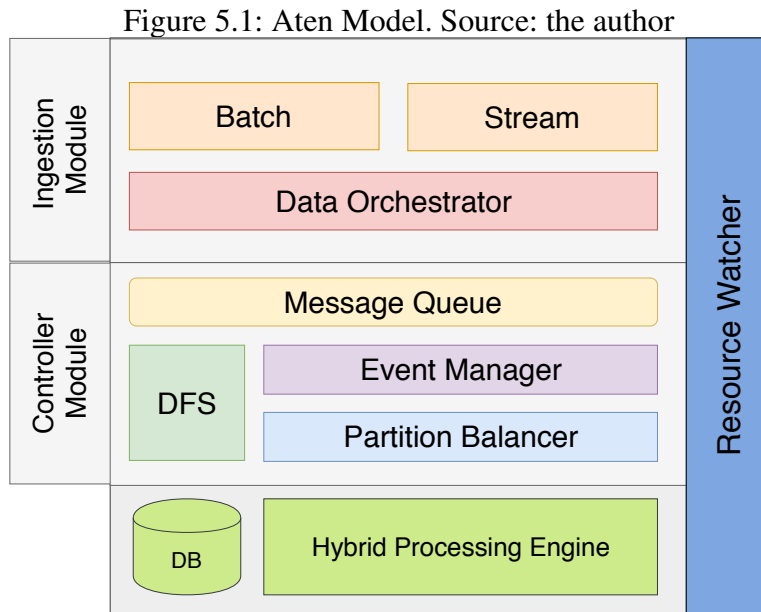 Figure 5.1: Aten Model. Source: the author
Ingestion
Module
Batch
Stream
Data Orchestrator
Controller
Module
Message Queue
DFS
Event Manager
Partition Balancer
DB
Hybrid Processing Engine
Resource Watcher